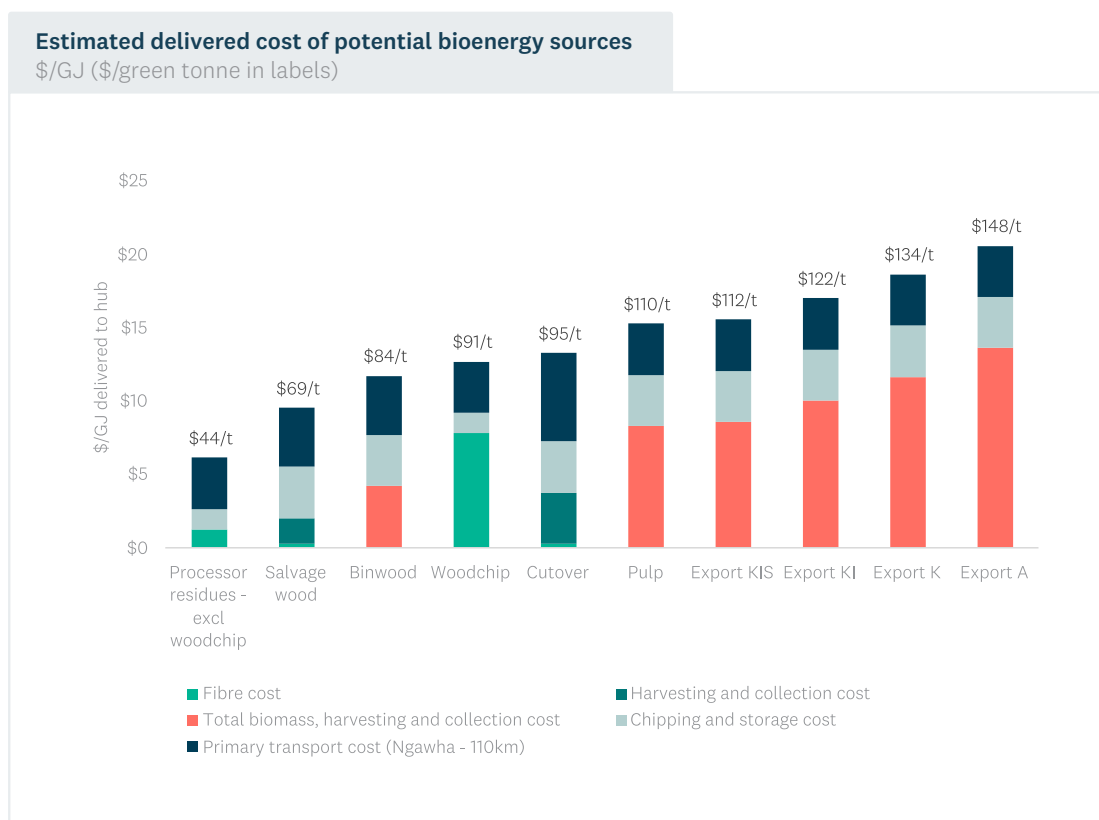 Estimated delivered cost of potential bioenergy sources
$/GJ ($/green tonne in labels)
$/GJ delivered to hub
$25
$20
$15
$10
$5
$0
$44/t
$69/t
$84/t
$91/t
$95/t
$110/t
$112/t
$122/t
$134/t
$148/t
Processor
residues -
excl
woodchip
Salvage
wood
Binwood
Woodchip
Cutover
Pulp
Export KIS
Export KI
Export K
Export A
Fibre cost
Harvesting and collection cost
Total biomass, harvesting and collection cost
Chipping and storage cost
Primary transport cost (Ngawha - 110km)